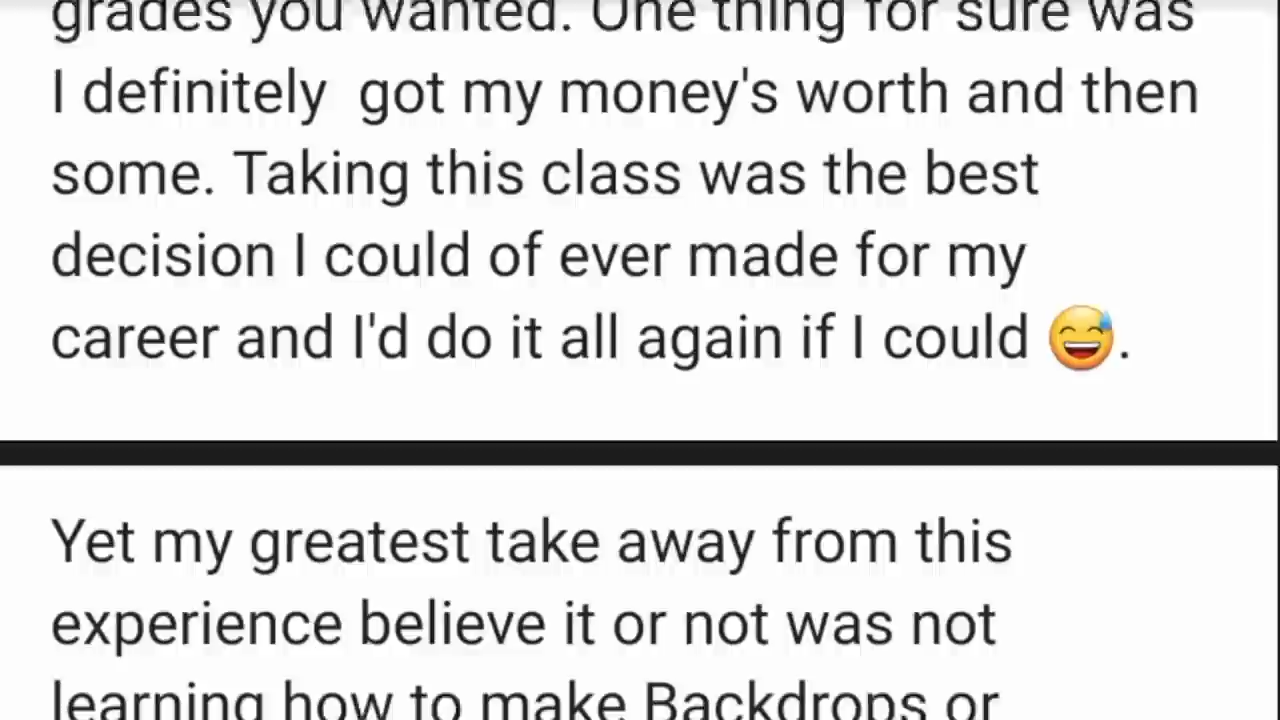 grades you wanted. One thing for sure was
I definitely  got my money's worth and then
some. Taking this class was the best
decision I could of ever made for my
career and I'd do it all again if I could 😅.
Yet my greatest take away from this
experience believe it or not was not
learning how to make Backdrops or